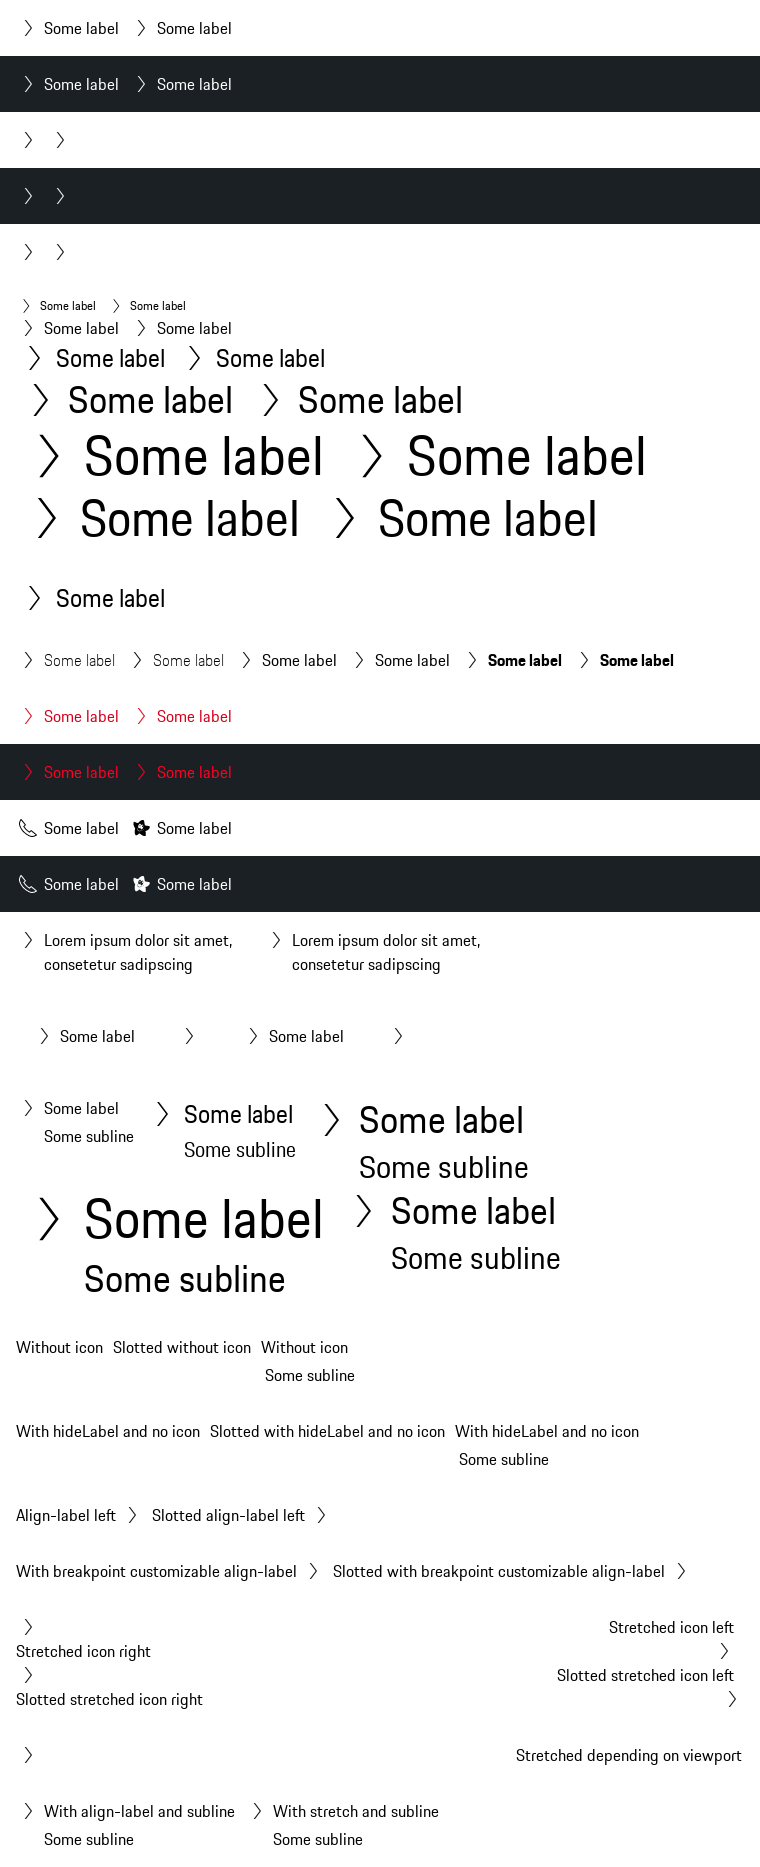 Some label Some label
Some label Some label
Some label Some label
Some label Some label
Some label Some label
Some label Some label
Some label Some label
Some label Some label
Some label
Some label Some label Some label Some label Some label Some label
Some label Some label
Some label Some label
Some label Some label
Some label Some label
Lorem ipsum dolor sit amet, Lorem ipsum dolor sit amet,
consetetur sadipscing consetetur sadipscing
Some label Some label
Some label Some label Some label
Some subline Some subline Some subline
Some label Some label
Some subline Some subline
Without icon Slotted without icon Without icon
Some subline
With hideLabel and no icon Slotted with hideLabel and no icon With hideLabel and no icon
Some subline
Align-label left Slotted align-label left
With breakpoint customizable align-label Slotted with breakpoint customizable align-label
Stretched icon left
Stretched icon right
Slotted stretched icon left
Slotted stretched icon right
Stretched depending on viewport
With align-label and subline With stretch and subline
Some subline Some subline